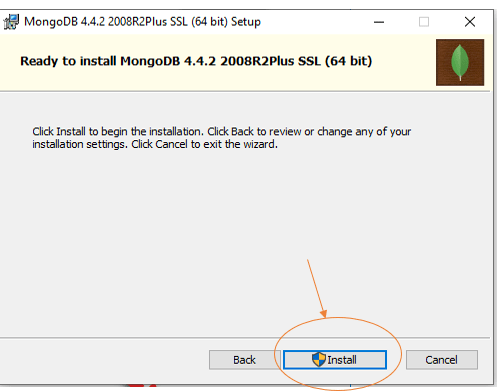 MongoDB 4.4.2 2008R2Plus SSL (64 bit) Setup
Ready to install MongoDB 4.4.2 2008R2Plus SSL (64 bit)
Click Install to begin the installation. Click Back to review or change any of your
installation settings. Click Cancel to exit the wizard.
Back Install Cancel